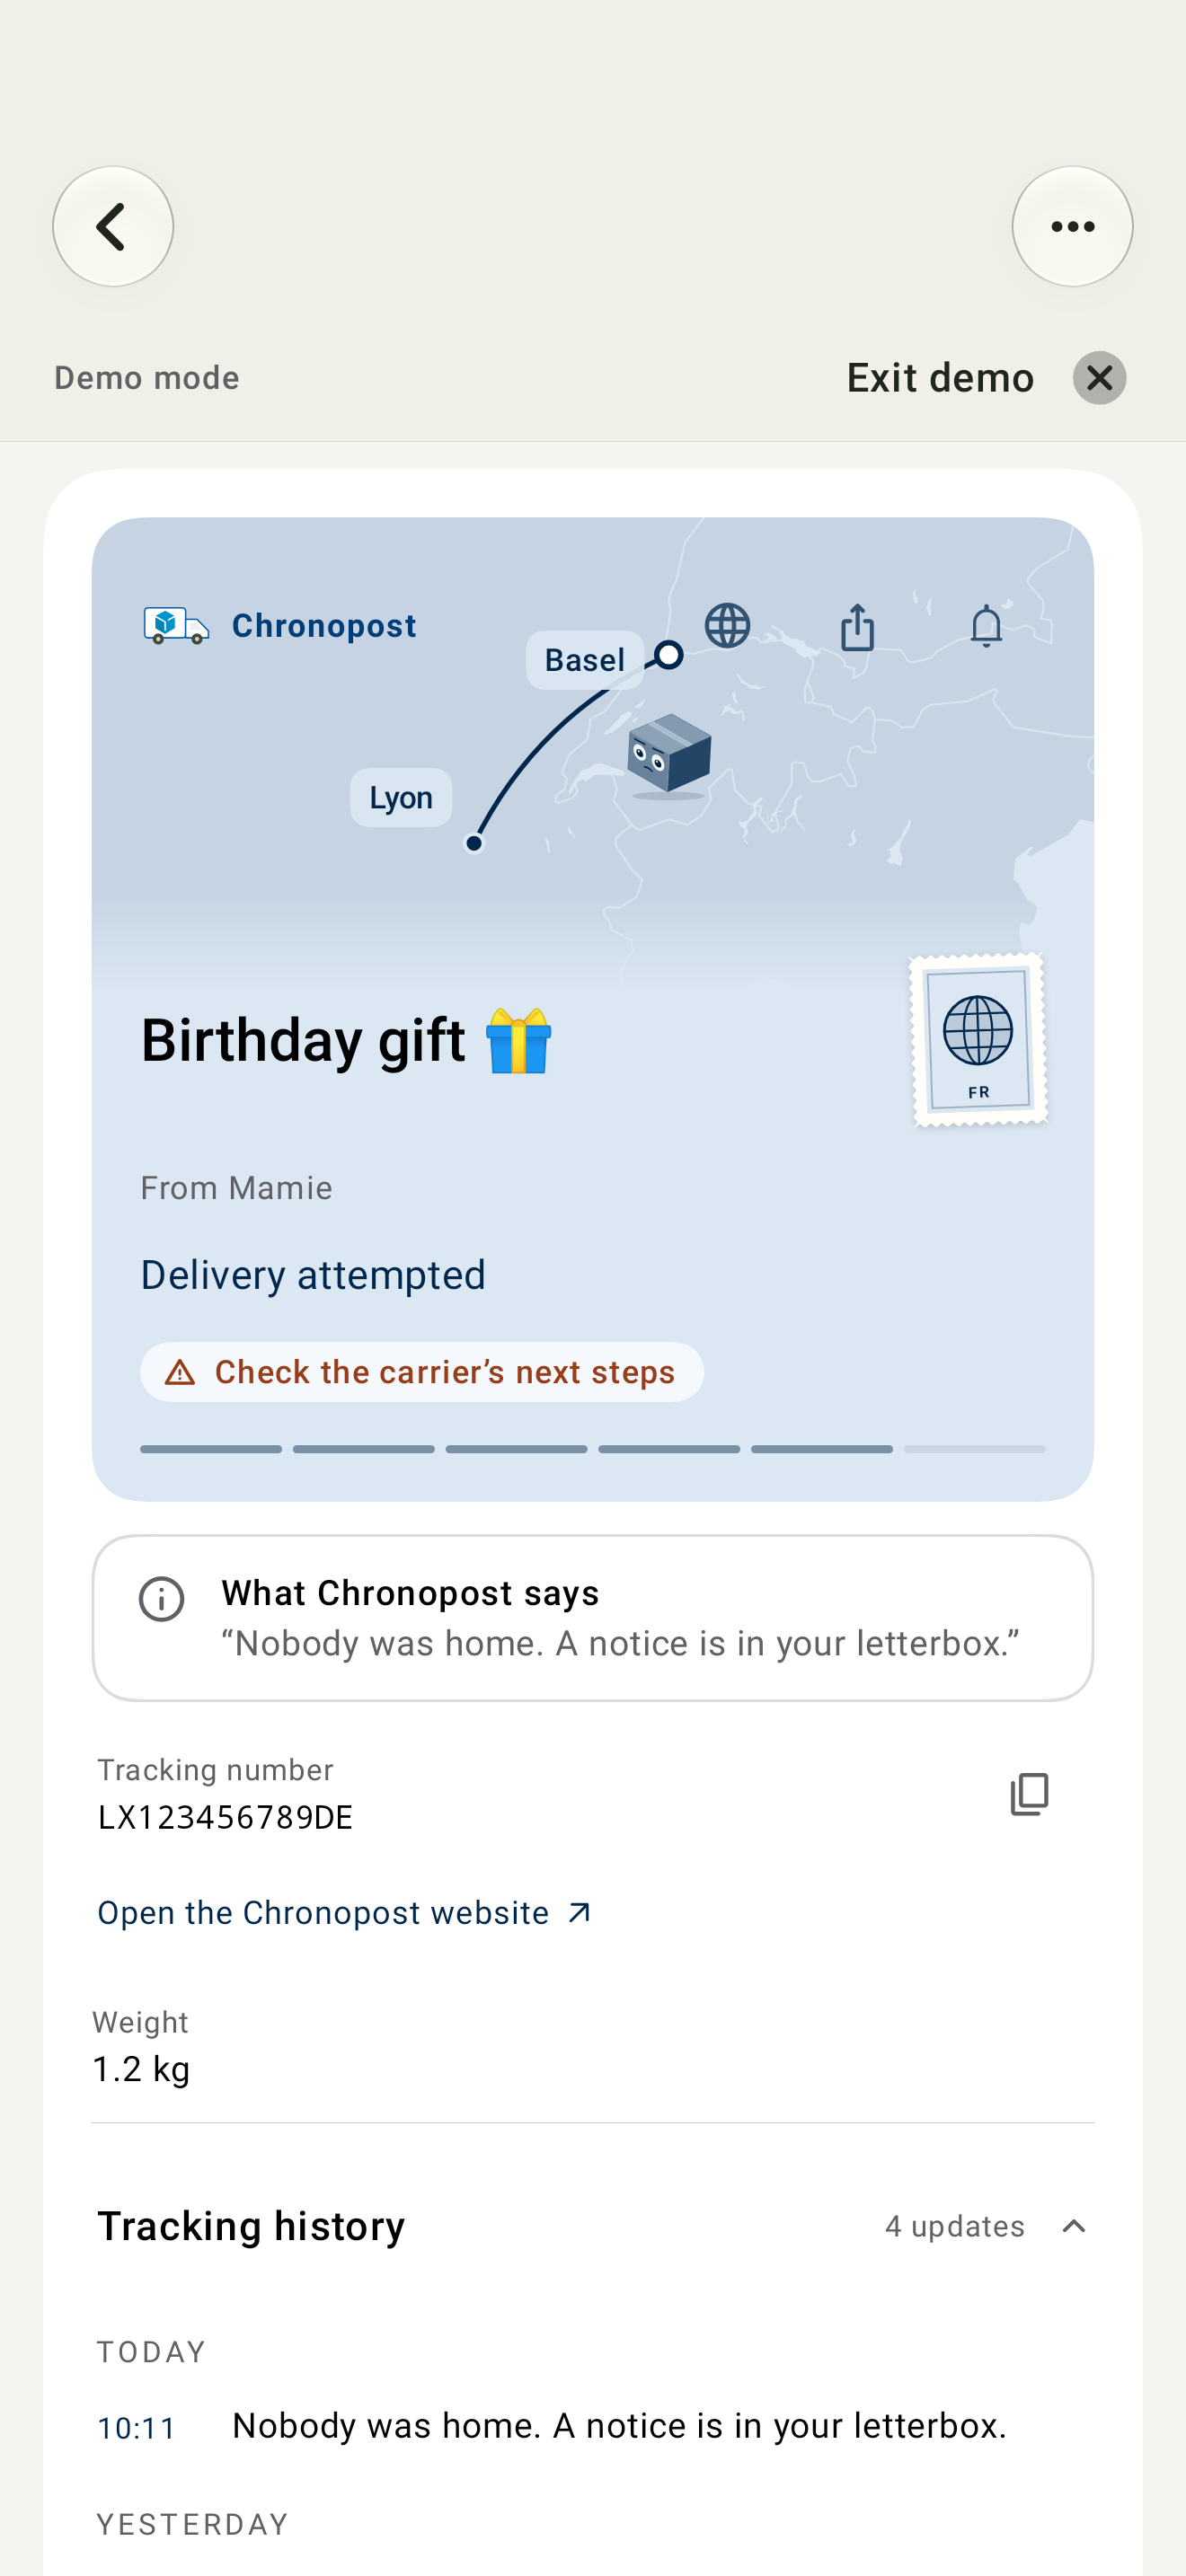 Demo mode
Exit demo
Chronopost
Basel
Lyon
Birthday gift
FR
From Mamie
Delivery attempted
Check the carrier’s next steps
What Chronopost says
“Nobody was home. A notice is in your letterbox.”
Tracking number
LX123456789DE
Open the Chronopost website
Weight
1.2 kg
Tracking history
4 updates
TODAY
10:11 Nobody was home. A notice is in your letterbox.
YESTERDAY